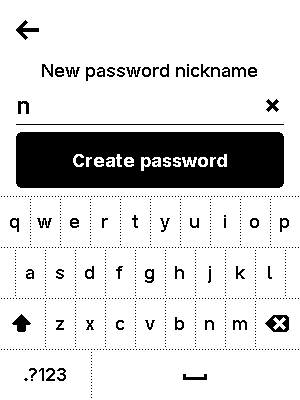 New password nickname
n
Create password
q w e r t y u i o p
a s d f g h j k l
z x c v b n m
.?123